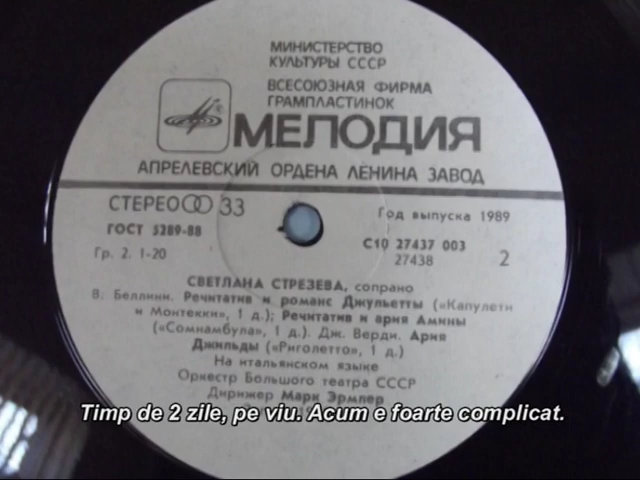 МИНИСТЕРСТВО
КУЛЬТУРЫ СССР
ВСЕСОЮЗНАЯ ФИРМА
ГРАМПЛАСТИНОК
МЕЛОДИЯ
АПРЕЛЕВСКИЙ ОРДЕНА ЛЕНИНА ЗАВОД
СТЕРЕО 33
Год выпуска 1989
ГОСТ 5289-88
С10 27437 003
Гр. 2. 1-20
27438
2
СВЕТЛАНА СТРЕЗЕВА, сопрано
В. Беллини. Речитатив и романс Джульетты («Капулети
и Монтекки», 1 д.); Речитатив и ария Амины
(«Сомнамбула», 1 д.). Дж. Верди. Ария
Джильды («Риголетто», 1 д.)
На итальянском языке
Оркестр Большого театра СССР
Дирижер Марк Эрмлер
Timp de 2 zile, pe viu. Acum e foarte complicat.